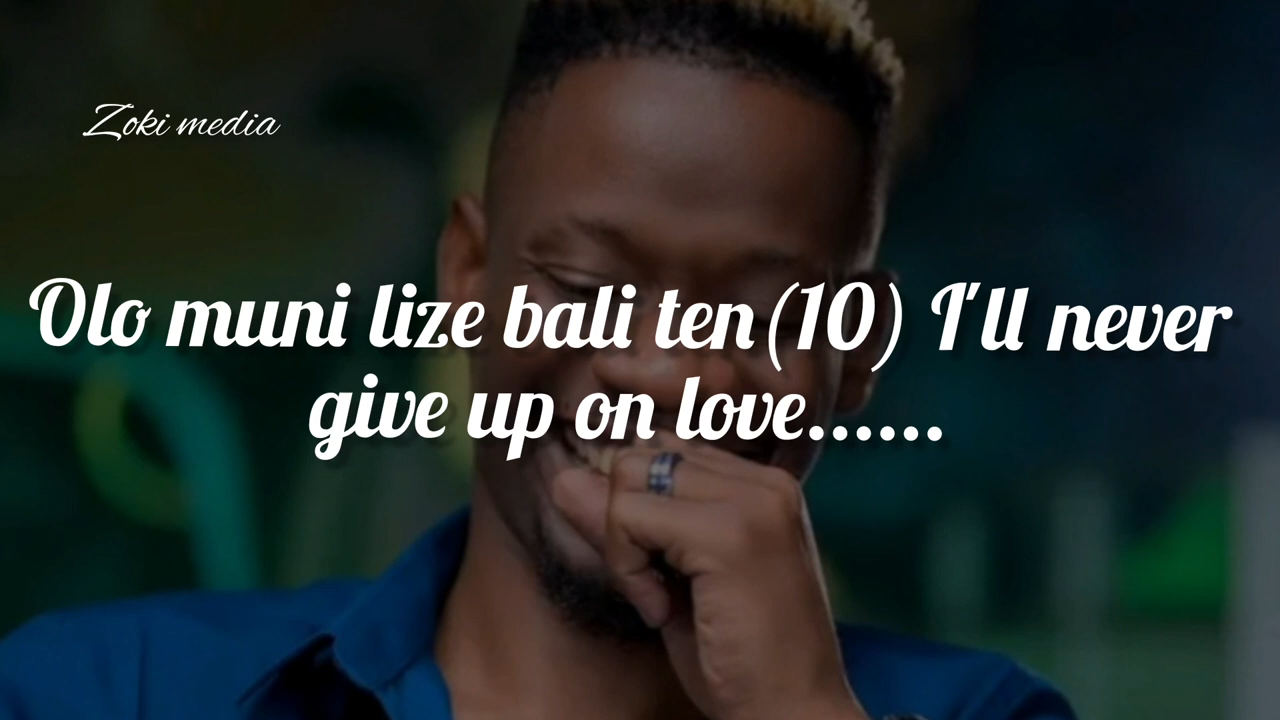 Zoki media
Olo muni lize bali ten(10) I'll never
give up on love......